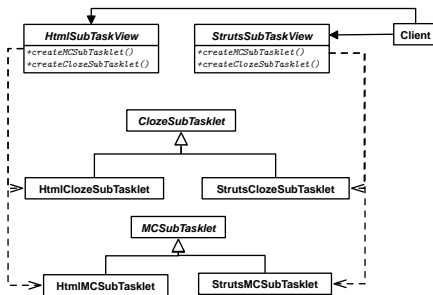 HtmlSubTaskView
+createMCSubTasklet()
+createClozeSubTasklet()
StrutsSubTaskView
+createMCSubTasklet()
+createClozeSubTasklet()
Client
ClozeSubTasklet
HtmlClozeSubTasklet
StrutsClozeSubTasklet
MCSubTasklet
HtmlMCSubTasklet
StrutsMCSubTasklet